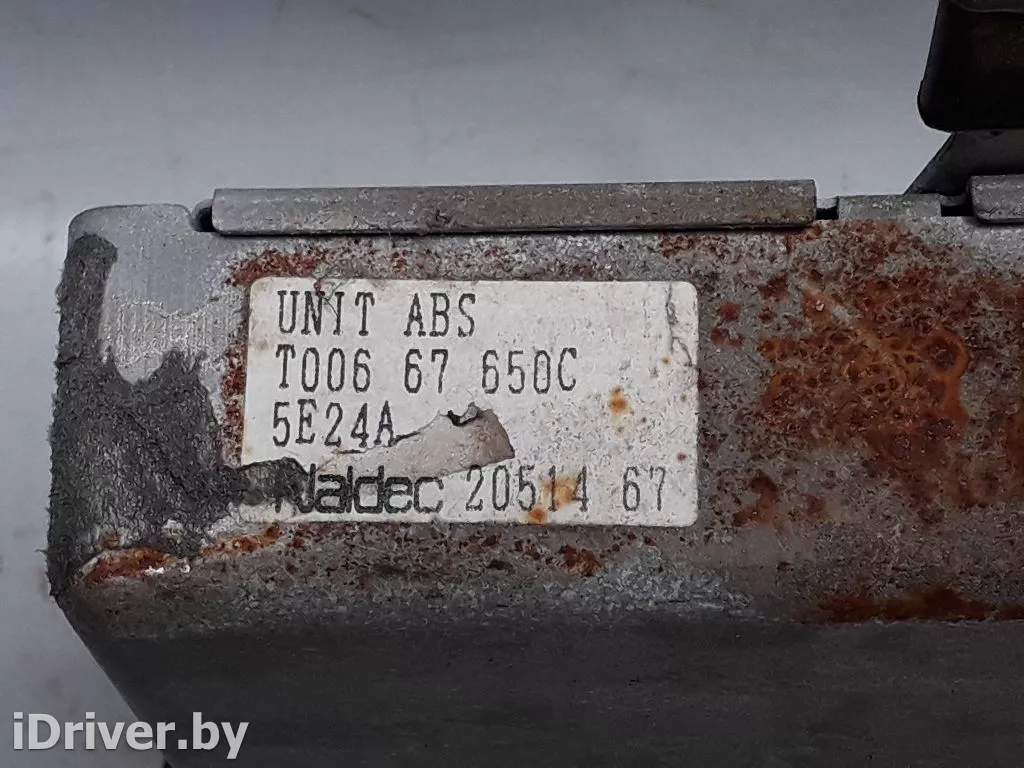 UNIT ABS
T006 67 650C
5E24A
Naldec 20514 67
iDriver.by